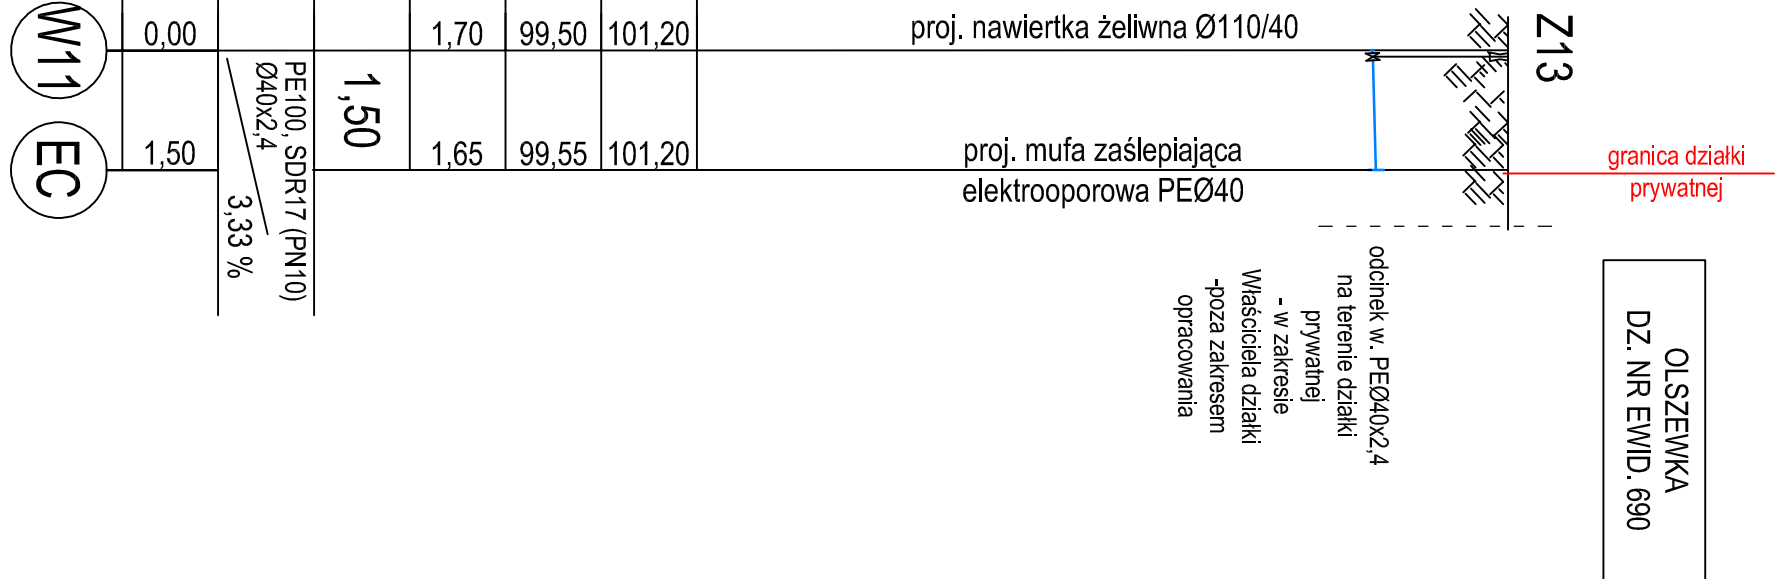 W11
0,00
1,70
99,50
101,20
proj. nawiertka żeliwna Ø110/40
Z13
PE100, SDR17 (PN10)
Ø40x2,4
3,33 %
1,50
EC
1,50
1,65
99,55
101,20
proj. mufa zaślepiająca
elektrooporowa PEØ40
granica działki
prywatnej
odcinek w. PEØ40x2,4
na terenie działki
prywatnej
- w zakresie
Właściciela działki
-poza zakresem
opracowania
OLSZEWKA
DZ. NR EWID. 690